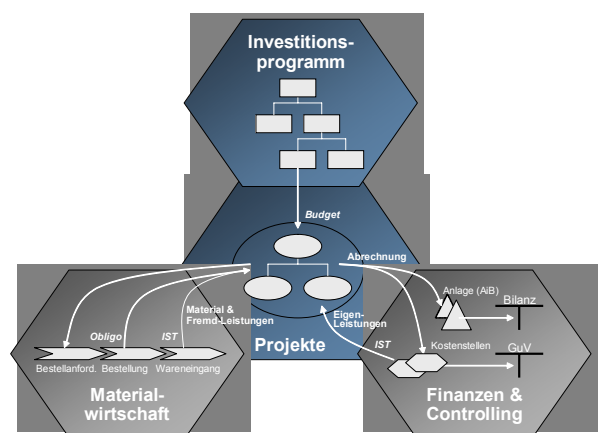 Investitions-
programm
Budget
Abrechnung
Anlage (AiB)
Bilanz
Material &
Fremd-Leistungen
Eigen-
Leistungen
Obligo
IST
IST
Kostenstellen
GuV
Projekte
Bestellanford.
Bestellung
Wareneingang
Material-
wirtschaft
Finanzen &
Controlling